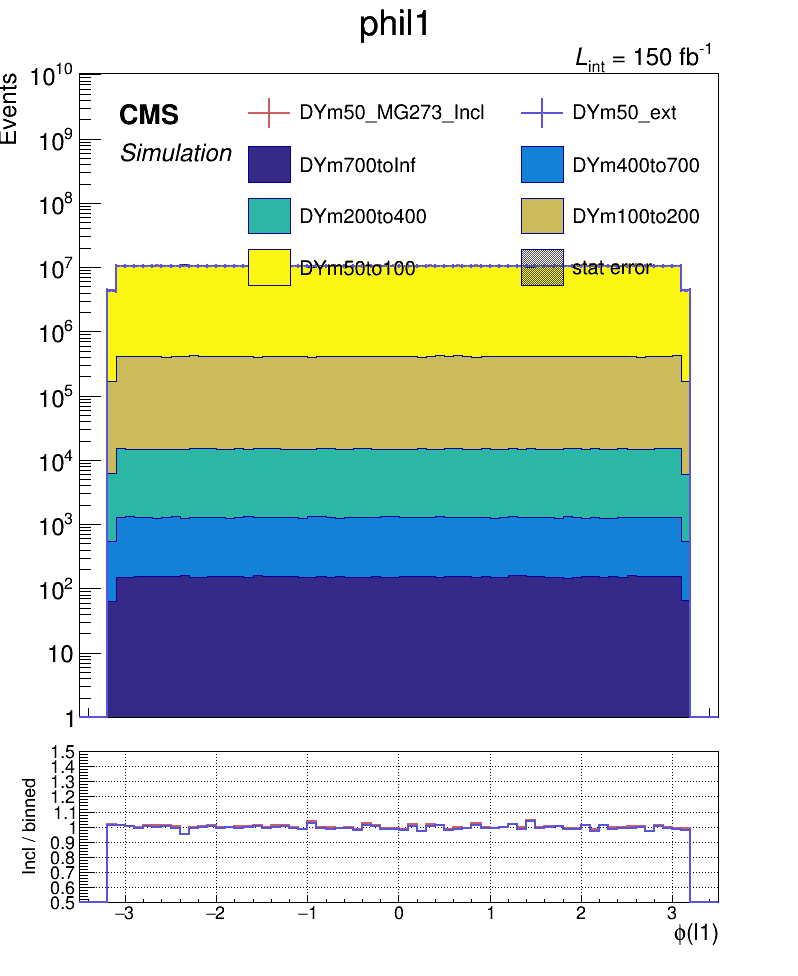 phil1
L_int = 150 fb^-1
Events
10^10
10^9
10^8
10^7
10^6
10^5
10^4
10^3
10^2
10
1
CMS
Simulation
DYm50_MG273_Incl
DYm50_ext
DYm700toInf
DYm400to700
DYm200to400
DYm100to200
DYm50to100
stat error
Incl / binned
1.5
1.4
1.3
1.2
1.1
1
0.9
0.8
0.7
0.6
0.5
−3 −2 −1 0 1 2 3
ϕ(l1)